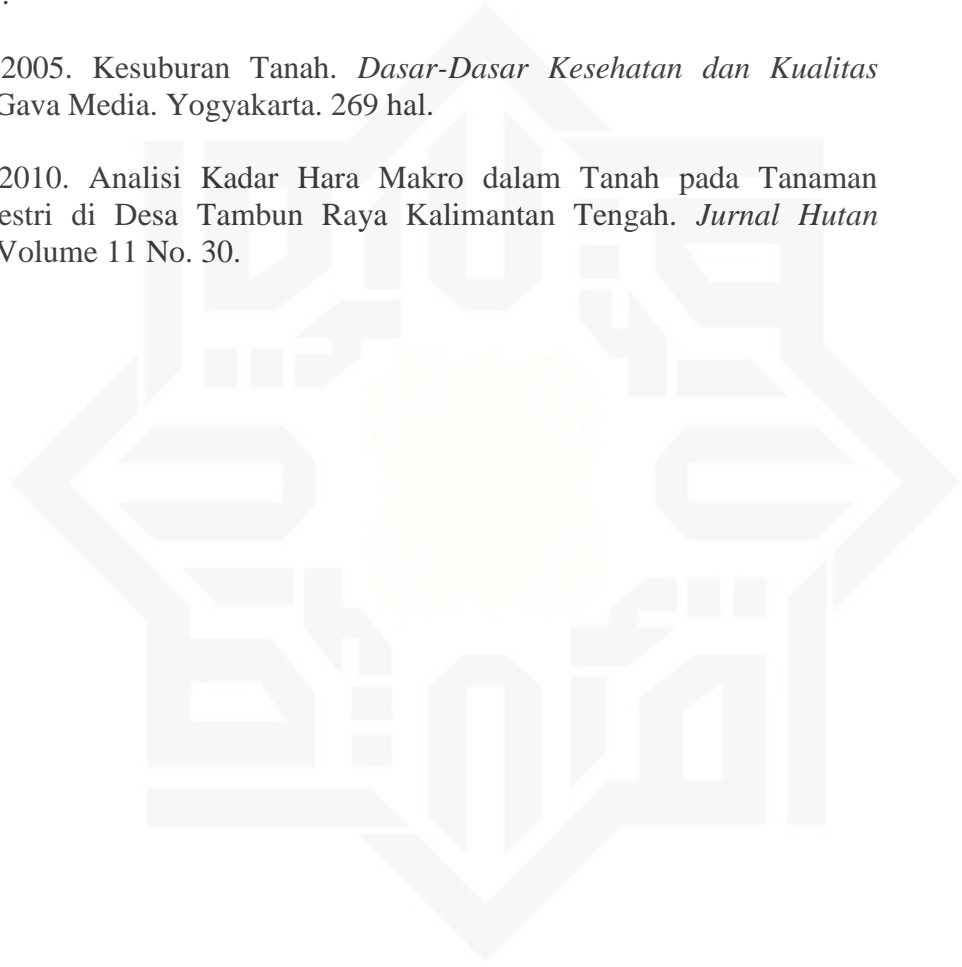 .
2005. Kesuburan Tanah. Dasar-Dasar Kesehatan dan Kualitas
Gava Media. Yogyakarta. 269 hal.
2010. Analisi Kadar Hara Makro dalam Tanah pada Tanaman
estri di Desa Tambun Raya Kalimantan Tengah. Jurnal Hutan
Volume 11 No. 30.